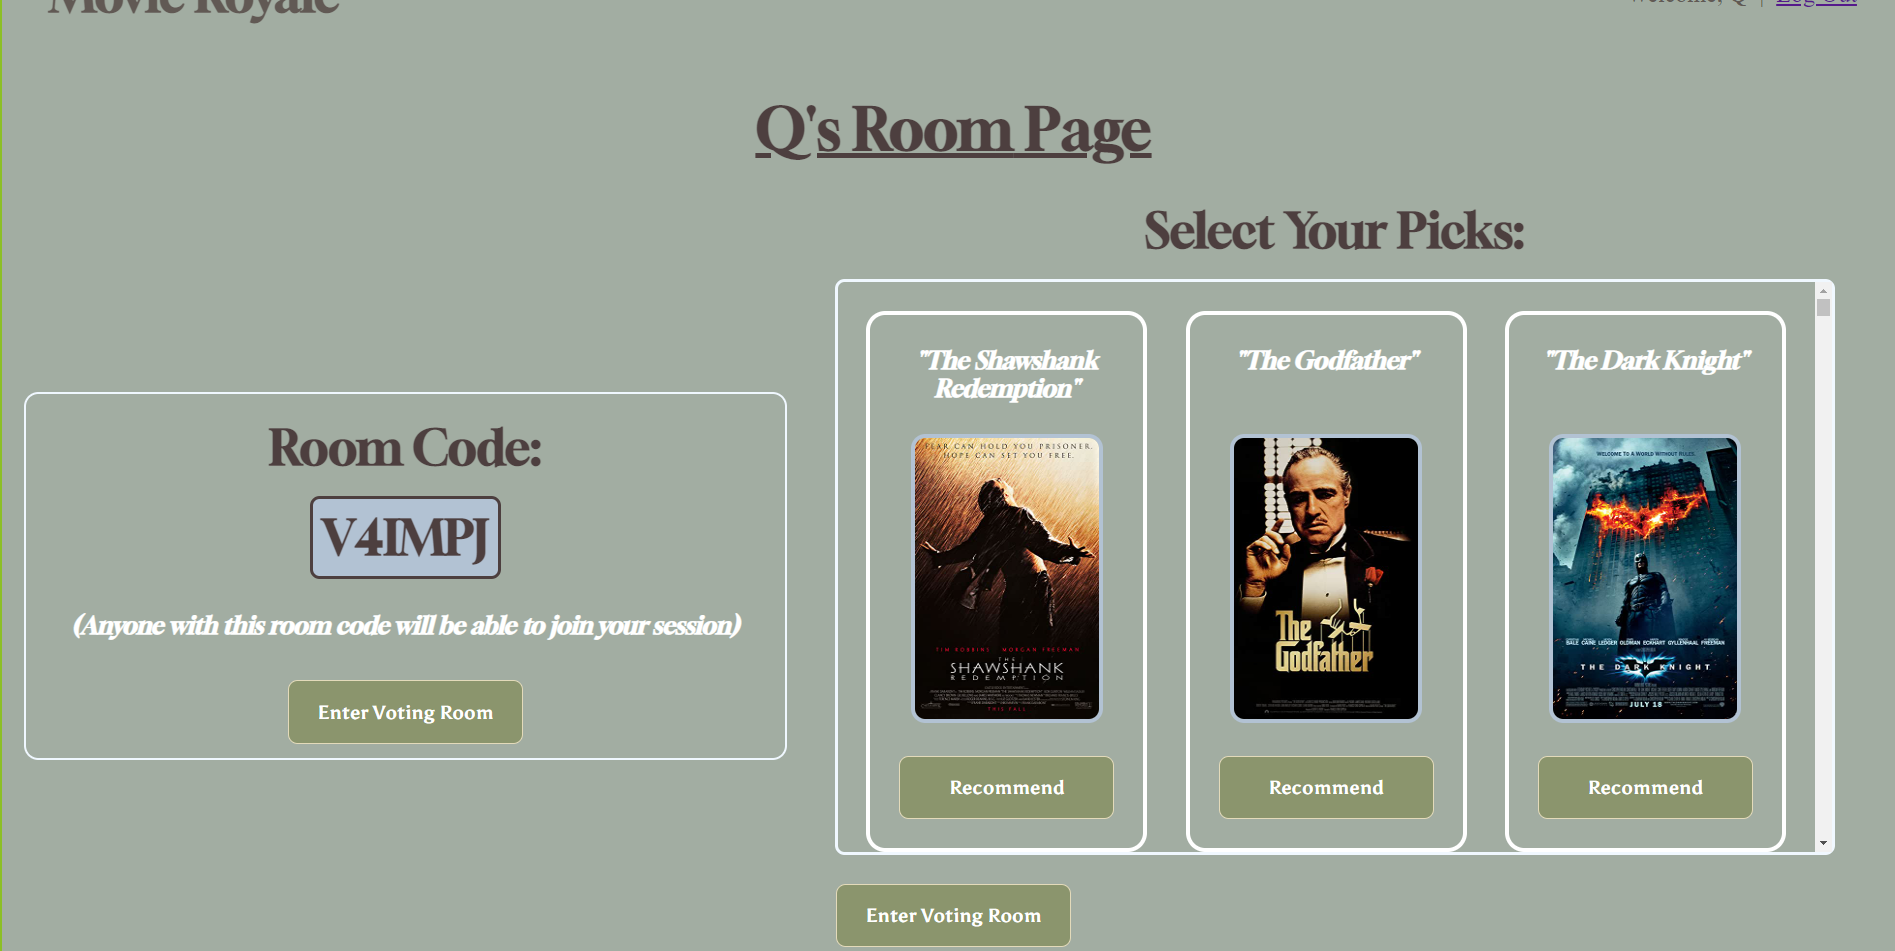 Movie Royale
Welcome, Q | Log Out
Q's Room Page
Select Your Picks:
Room Code:
V4IMPJ
(Anyone with this room code will be able to join your session)
Enter Voting Room
"The Shawshank
Redemption"
FEAR CAN HOLD YOU PRISONER.
HOPE CAN SET YOU FREE.
TIM ROBBINS MORGAN FREEMAN
THE
SHAWSHANK
REDEMPTION
THIS FALL
Recommend
"The Godfather"
The
Godfather
Recommend
"The Dark Knight"
WELCOME TO A WORLD WITHOUT RULES.
BALE CAINE LEDGER OLDMAN ECKHART GYLLENHAAL FREEMAN
THE DARK KNIGHT
JULY 18
Recommend
Enter Voting Room